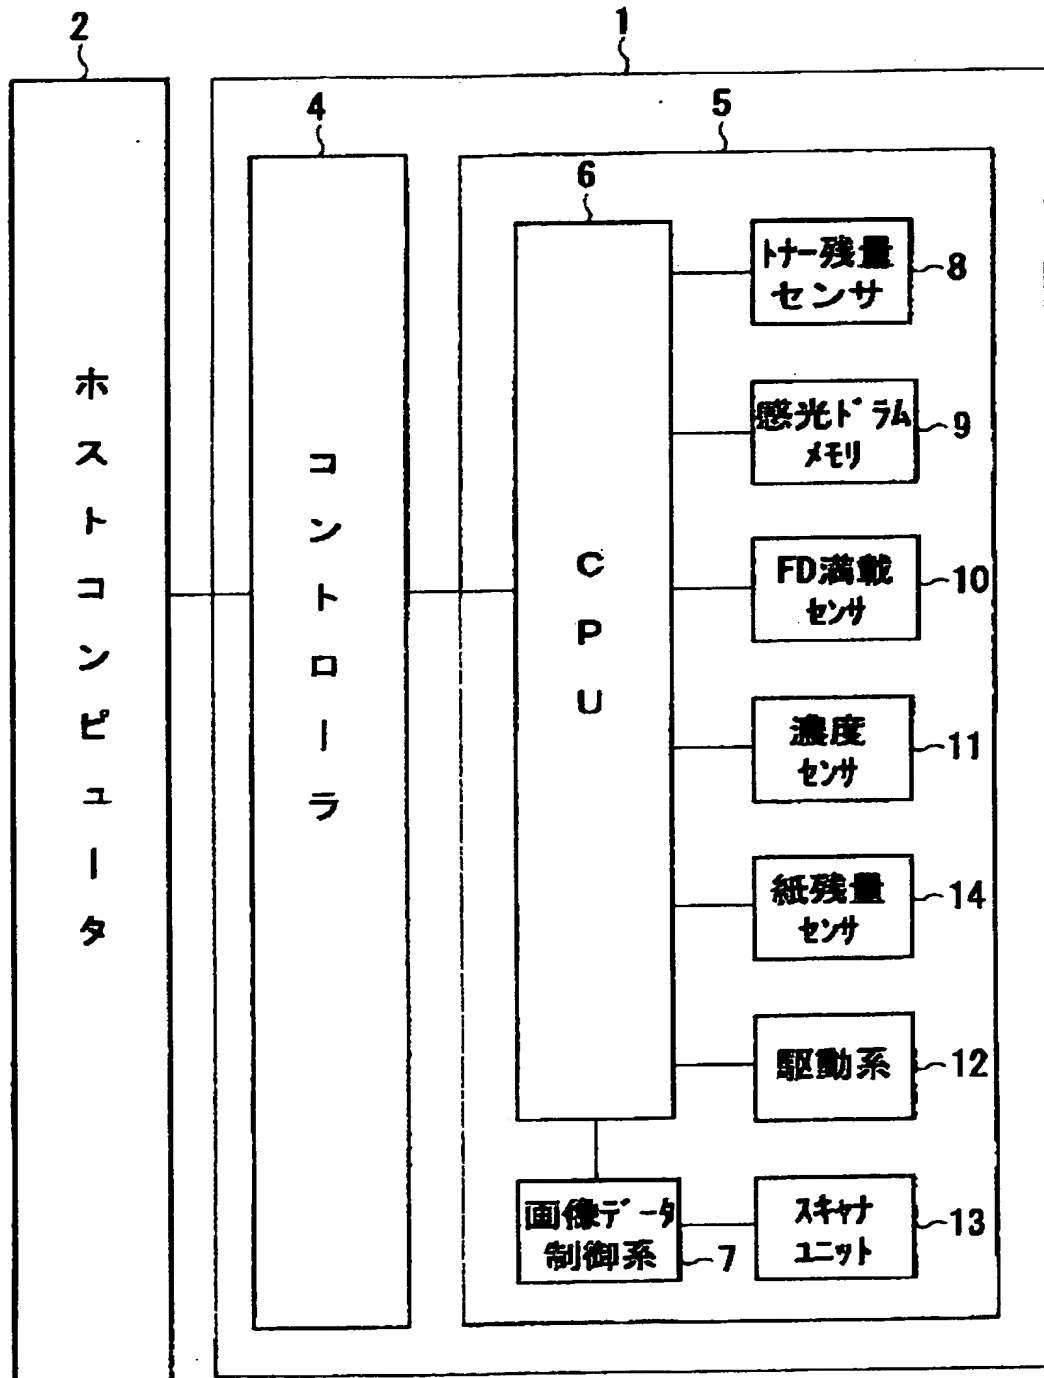 2
1
4
5
6
ホストコンピュータ
コントローラ
CPU
トナー残量
センサ
8
感光ドラム
メモリ
9
FD満載
センサ
10
濃度
センサ
11
紙残量
センサ
14
駆動系
12
画像データ
制御系
7
スキャナ
ユニット
13